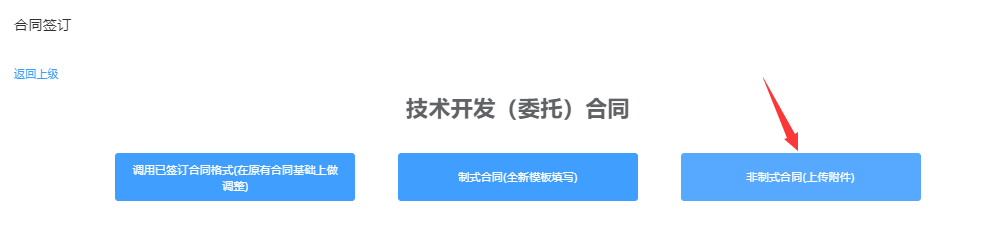 合同签订
返回上级
技术开发（委托）合同
调用已签订合同格式(在原有合同基础上做
调整)
制式合同(全新模板填写)
非制式合同(上传附件)